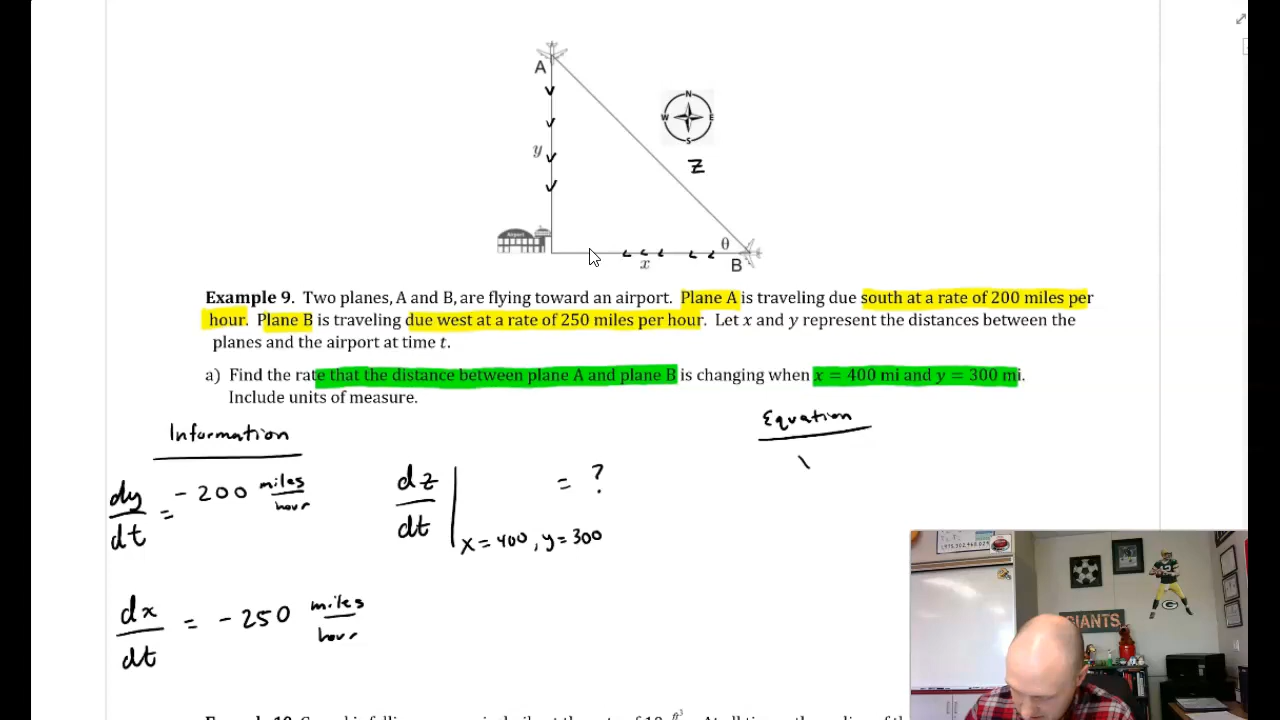 A
N
W E
S
y
z
Airport
θ
x
B
Example 9. Two planes, A and B, are flying toward an airport. Plane A is traveling due south at a rate of 200 miles per
hour. Plane B is traveling due west at a rate of 250 miles per hour. Let x and y represent the distances between the
planes and the airport at time t.
a) Find the rate that the distance between plane A and plane B is changing when x = 400 mi and y = 300 mi.
Include units of measure.
Information
Equation
dy/dt = -200 miles/hour
dz/dt | x=400, y=300 = ?
dx/dt = -250 miles/hour
GIANTS
G